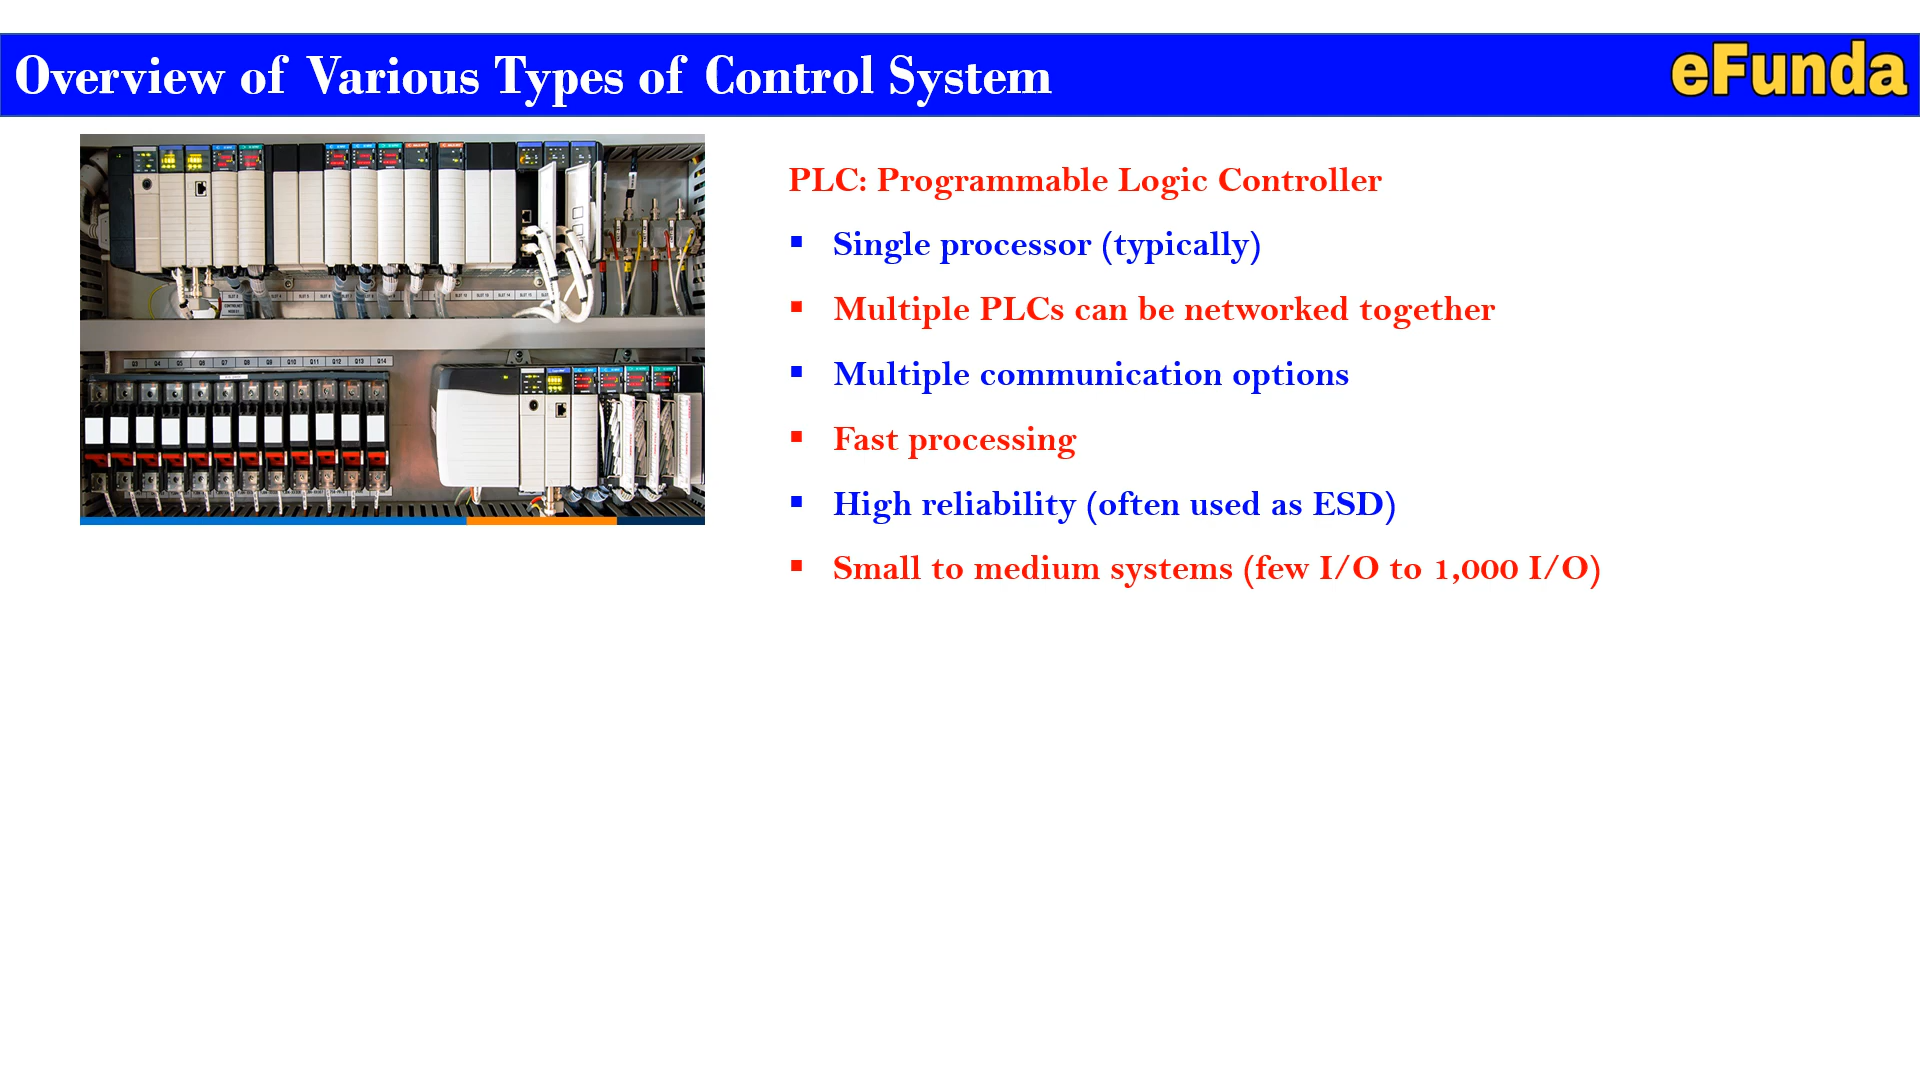 Overview of Various Types of Control System
eFunda
PLC: Programmable Logic Controller
▪ Single processor (typically)
▪ Multiple PLCs can be networked together
▪ Multiple communication options
▪ Fast processing
▪ High reliability (often used as ESD)
▪ Small to medium systems (few I/O to 1,000 I/O)